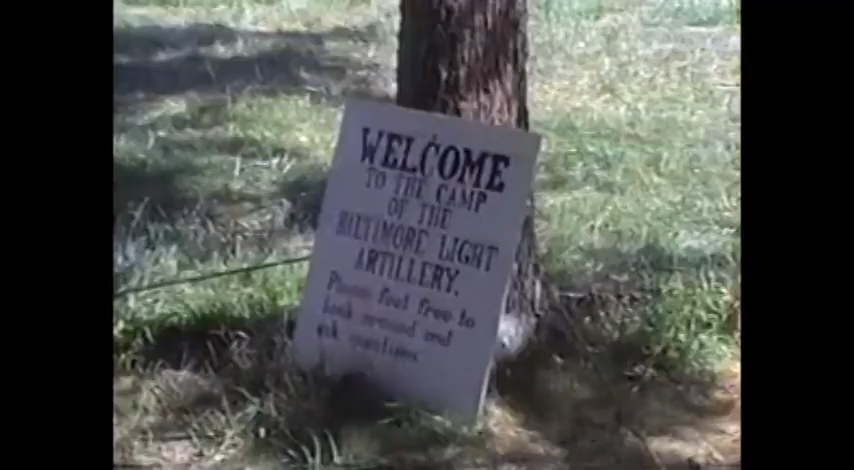 WELCOME
TO THE CAMP
OF THE
BALTIMORE LIGHT
ARTILLERY.
Please feel free to
look around and
ask questions